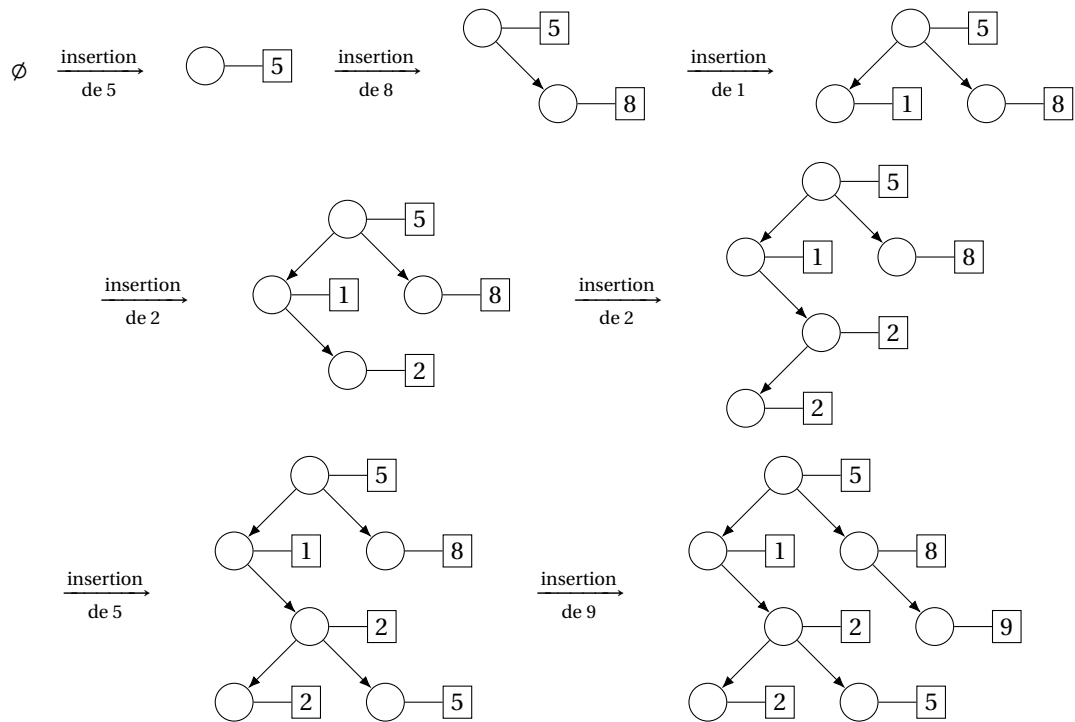 ∅ insertion de 5 5 insertion de 8 5 8 insertion de 1 5 1 8
insertion de 2 5 1 8 2 insertion de 2 5 1 8 2 2
insertion de 5 5 1 8 2 2 5 insertion de 9 5 1 8 2 9 2 5